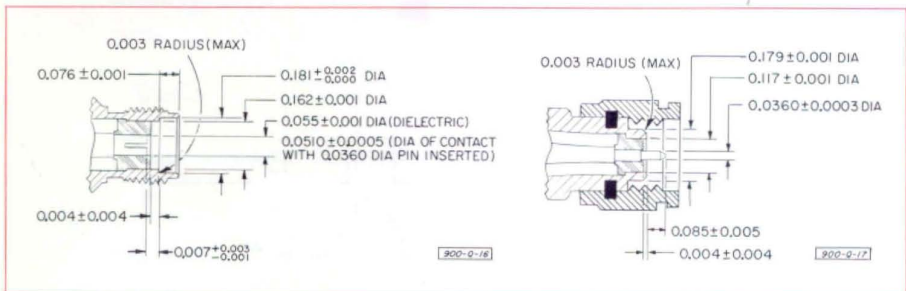 0.003 RADIUS (MAX)
0.076 ±0.001
0.181 +0.002 -0.000 DIA
0.162±0.001 DIA
0.055±0.001 DIA (DIELECTRIC)
0.0510±0.0005 (DIA OF CONTACT
WITH 0.0360 DIA PIN INSERTED)
0.004±0.004
0.007 +0.003 -0.001
900-Q-16
0.003 RADIUS (MAX)
0.179±0.001 DIA
0.117 ±0.001 DIA
0.0360±0.0003 DIA
0.085±0.005
0.004±0.004
900-Q-17